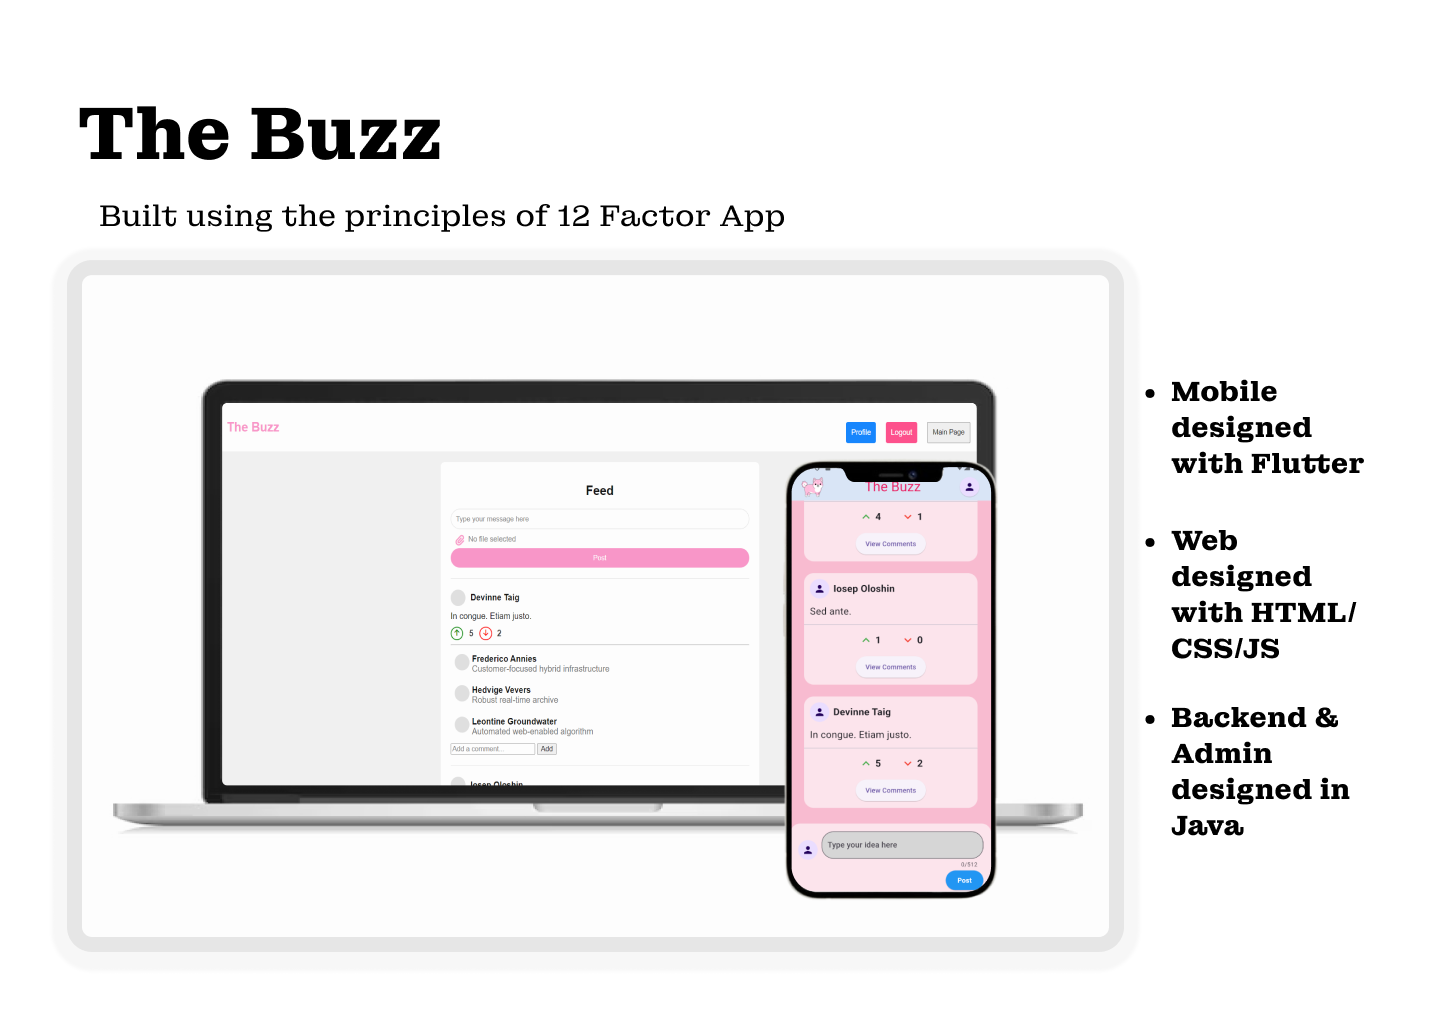 The Buzz
Built using the principles of 12 Factor App
The Buzz
Profile
Logout
Main Page
Feed
Type your message here
No file selected
Post
Devinne Taig
In congue. Etiam justo.
5 2
Frederico Annies
Customer-focused hybrid infrastructure
Hedvige Vevers
Robust real-time archive
Leontine Groundwater
Automated web-enabled algorithm
Add a comment...
Add
Iosep Oloshin
The Buzz
4 1
View Comments
Iosep Oloshin
Sed ante.
1 0
View Comments
Devinne Taig
In congue. Etiam justo.
5 2
View Comments
Type your idea here
0/512
Post
• Mobile
designed
with Flutter
• Web
designed
with HTML/
CSS/JS
• Backend &
Admin
designed in
Java